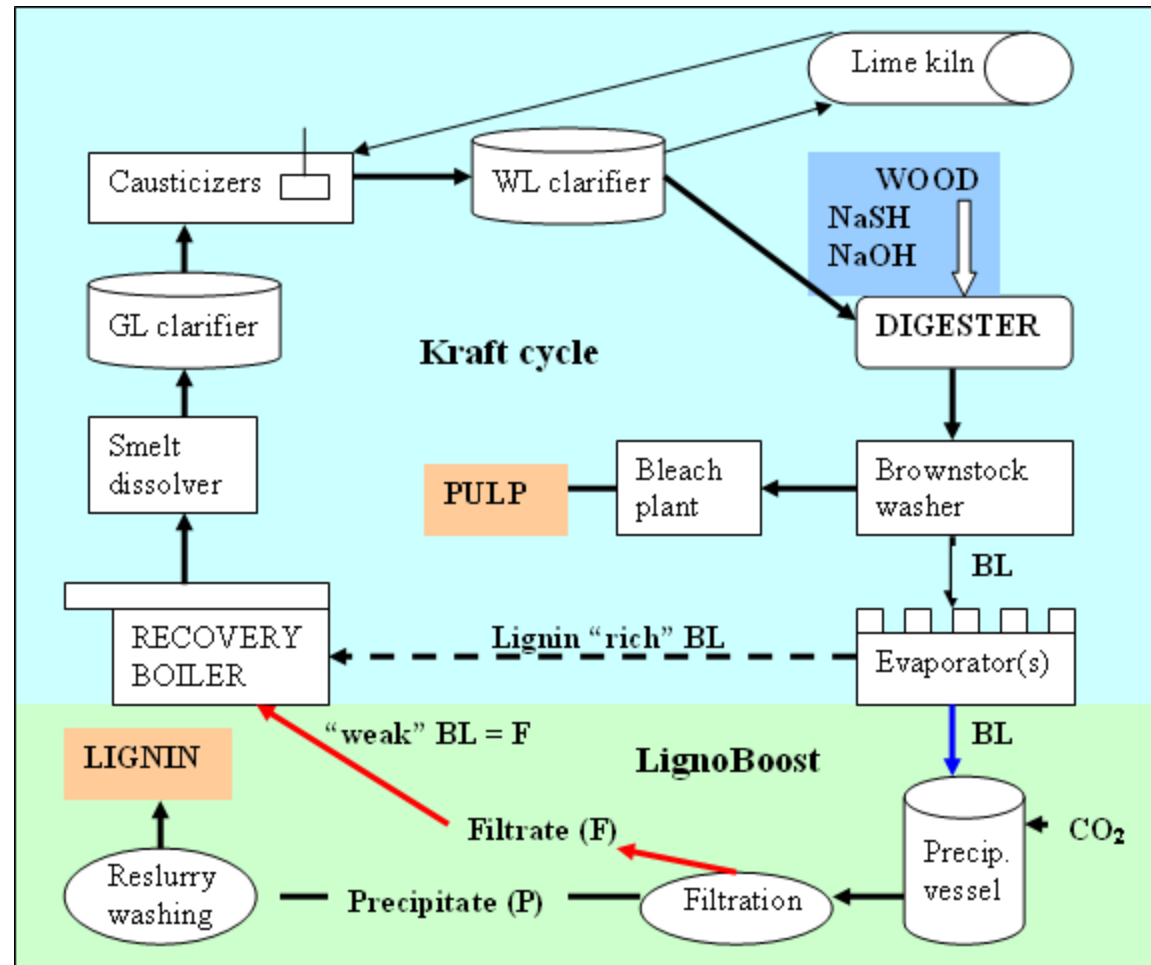 Lime kiln
Causticizers
WL clarifier
WOOD
NaSH
NaOH
GL clarifier
DIGESTER
Kraft cycle
Smelt
dissolver
PULP
Bleach
plant
Brownstock
washer
BL
RECOVERY
BOILER
Lignin “rich” BL
Evaporator(s)
“weak” BL = F
BL
LIGNIN
LignoBoost
Filtrate (F)
CO₂
Precip.
vessel
Reslurry
washing
Precipitate (P)
Filtration